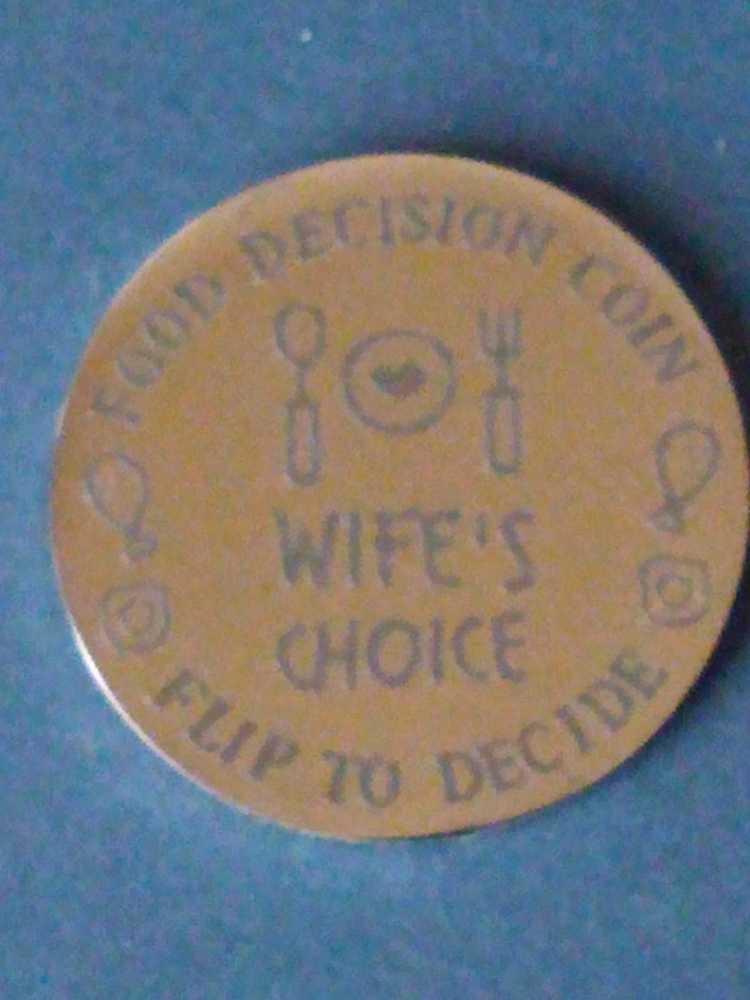 FOOD DECISION COIN
WIFE'S
CHOICE
FLIP TO DECIDE